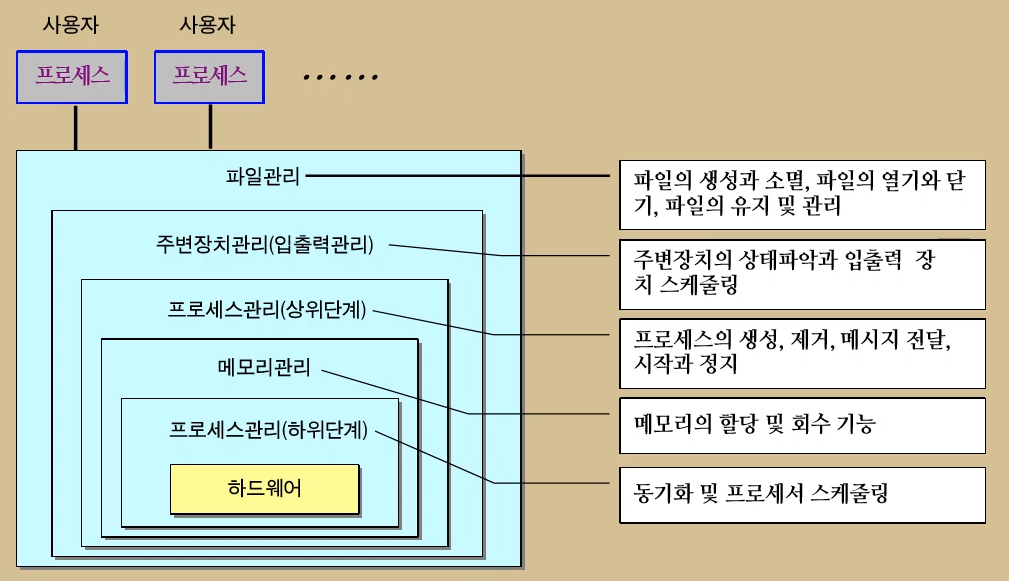 사용자
사용자
프로세스
프로세스
······
파일관리
파일의 생성과 소멸, 파일의 열기와 닫
기, 파일의 유지 및 관리
주변장치관리(입출력관리)
주변장치의 상태파악과 입출력 장
치 스케줄링
프로세스관리(상위단계)
프로세스의 생성, 제거, 메시지 전달,
시작과 정지
메모리관리
메모리의 할당 및 회수 기능
프로세스관리(하위단계)
동기화 및 프로세서 스케줄링
하드웨어